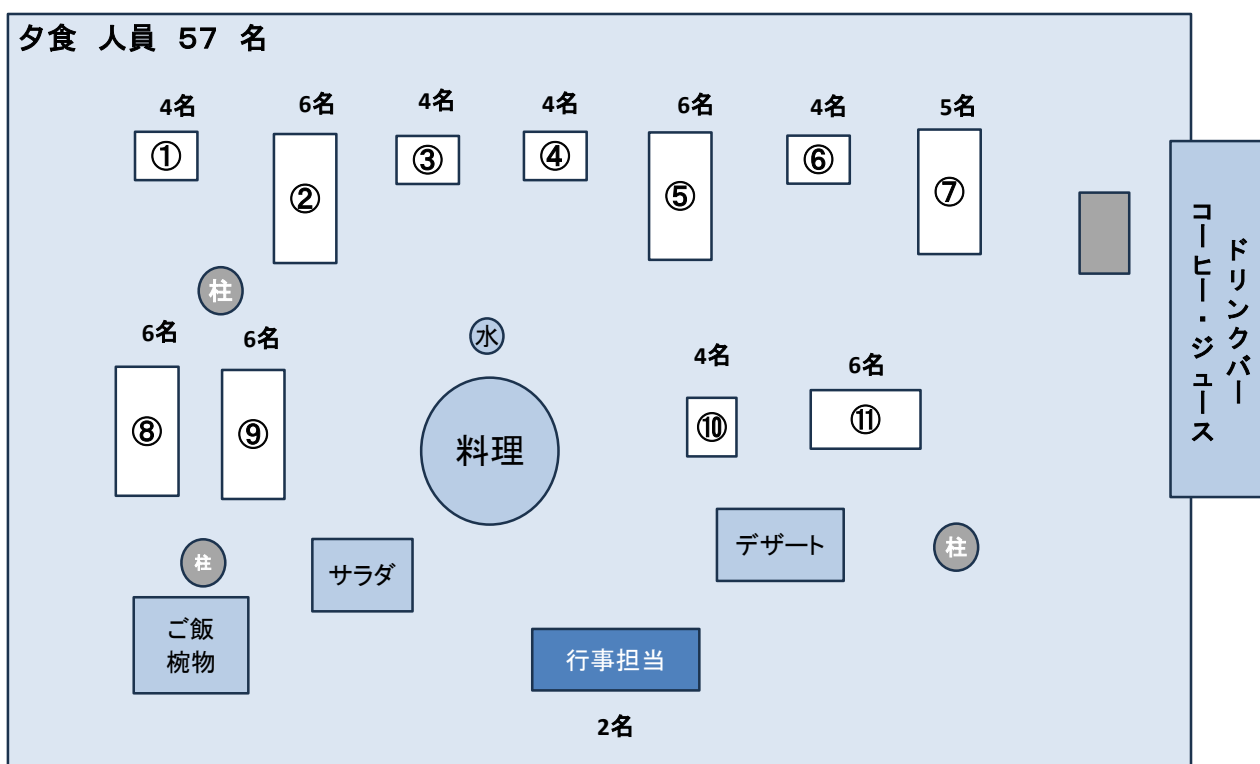 夕食 人員 57 名
4名
6名
4名
4名
6名
4名
5名
①
②
③
④
⑤
⑥
⑦
ドリンクバー
コーヒー・ジュース
柱
水
6名
6名
4名
6名
⑧
⑨
料理
⑩
⑪
柱
サラダ
デザート
柱
ご飯
椀物
行事担当
2名